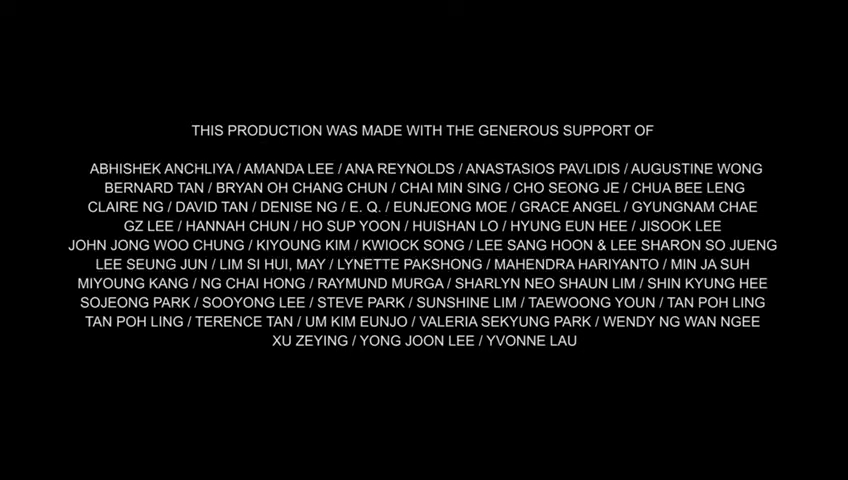 THIS PRODUCTION WAS MADE WITH THE GENEROUS SUPPORT OF
ABHISHEK ANCHLIYA / AMANDA LEE / ANA REYNOLDS / ANASTASIOS PAVLIDIS / AUGUSTINE WONG
BERNARD TAN / BRYAN OH CHANG CHUN / CHAI MIN SING / CHO SEONG JE / CHUA BEE LENG
CLAIRE NG / DAVID TAN / DENISE NG / E. Q. / EUNJEONG MOE / GRACE ANGEL / GYUNGNAM CHAE
GZ LEE / HANNAH CHUN / HO SUP YOON / HUISHAN LO / HYUNG EUN HEE / JISOOK LEE
JOHN JONG WOO CHUNG / KIYOUNG KIM / KWIOCK SONG / LEE SANG HOON & LEE SHARON SO JUENG
LEE SEUNG JUN / LIM SI HUI, MAY / LYNETTE PAKSHONG / MAHENDRA HARIYANTO / MIN JA SUH
MIYOUNG KANG / NG CHAI HONG / RAYMUND MURGA / SHARLYN NEO SHAUN LIM / SHIN KYUNG HEE
SOJEONG PARK / SOOYONG LEE / STEVE PARK / SUNSHINE LIM / TAEWOONG YOUN / TAN POH LING
TAN POH LING / TERENCE TAN / UM KIM EUNJO / VALERIA SEKYUNG PARK / WENDY NG WAN NGEE
XU ZEYING / YONG JOON LEE / YVONNE LAU